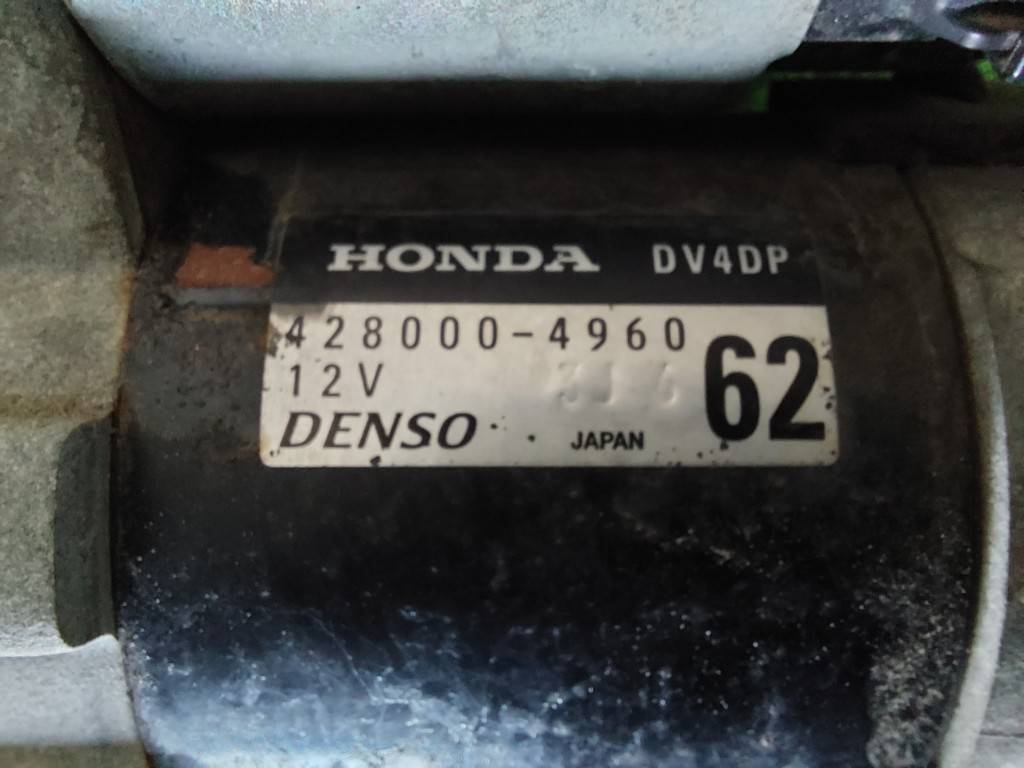 HONDA DV4DP
428000-4960
12V
62
DENSO JAPAN